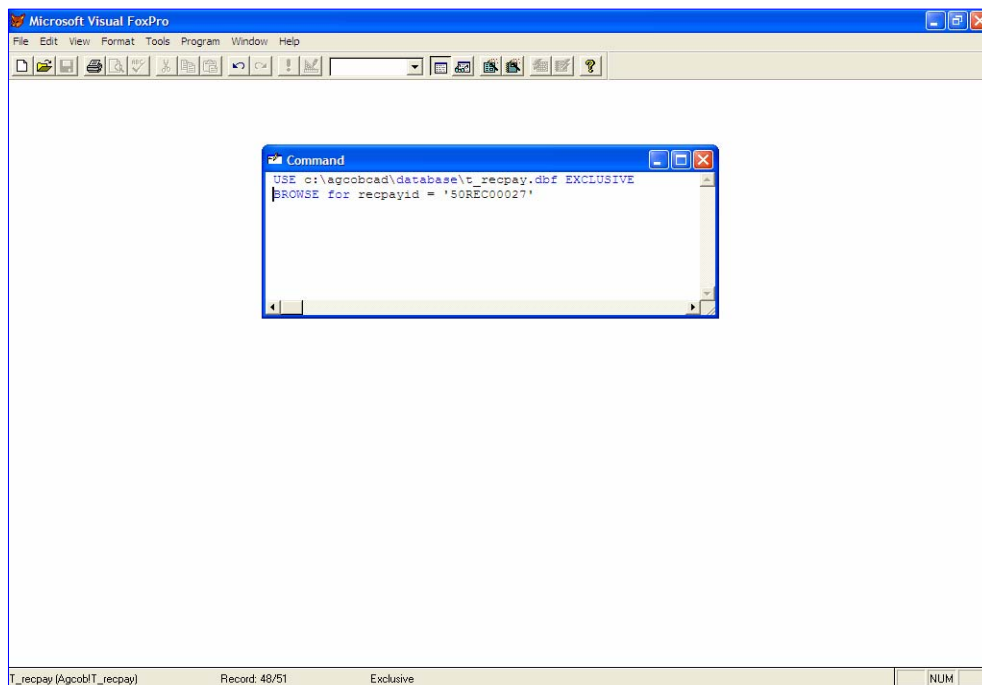 Microsoft Visual FoxPro
File Edit View Format Tools Program Window Help
Command
USE c:\agcobcad\database\t_recpay.dbf EXCLUSIVE
BROWSE for recpayid = '50REC00027'
T_recpay (Agcob!T_recpay) Record: 48/51 Exclusive NUM